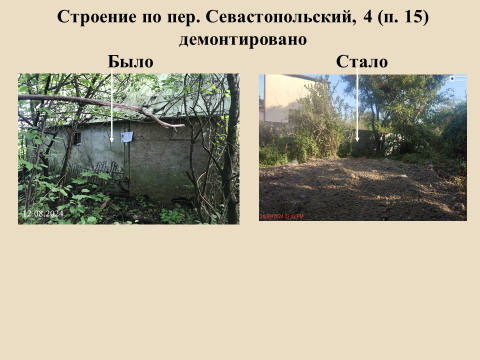 Строение по пер. Севастопольский, 4 (п. 15)
демонтировано
Было
Стало
12.08.2024